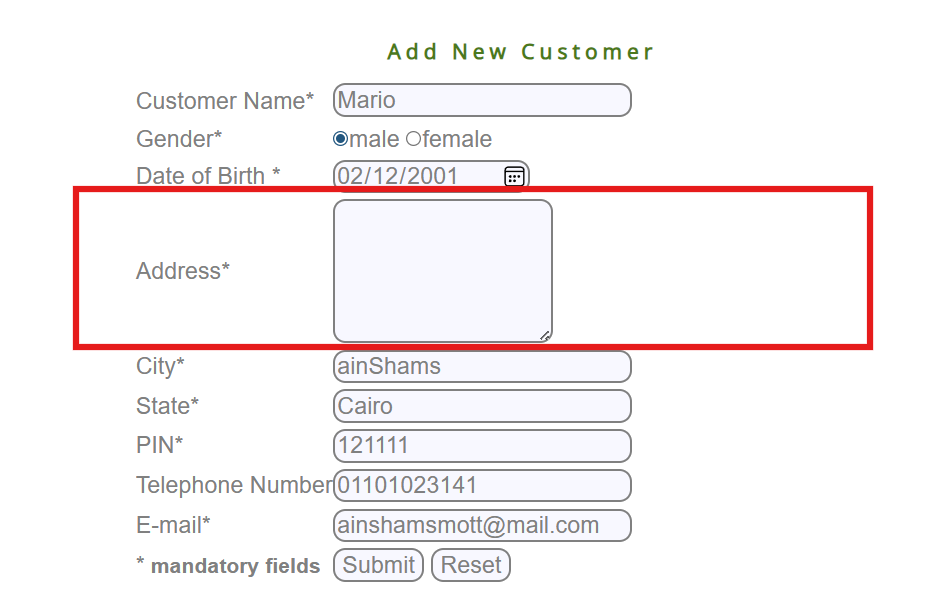 Add New Customer
Customer Name* Mario
Gender* male female
Date of Birth * 02/12/2001
Address*
City* ainShams
State* Cairo
PIN* 121111
Telephone Number 01101023141
E-mail* ainshamsmott@mail.com
* mandatory fields Submit Reset